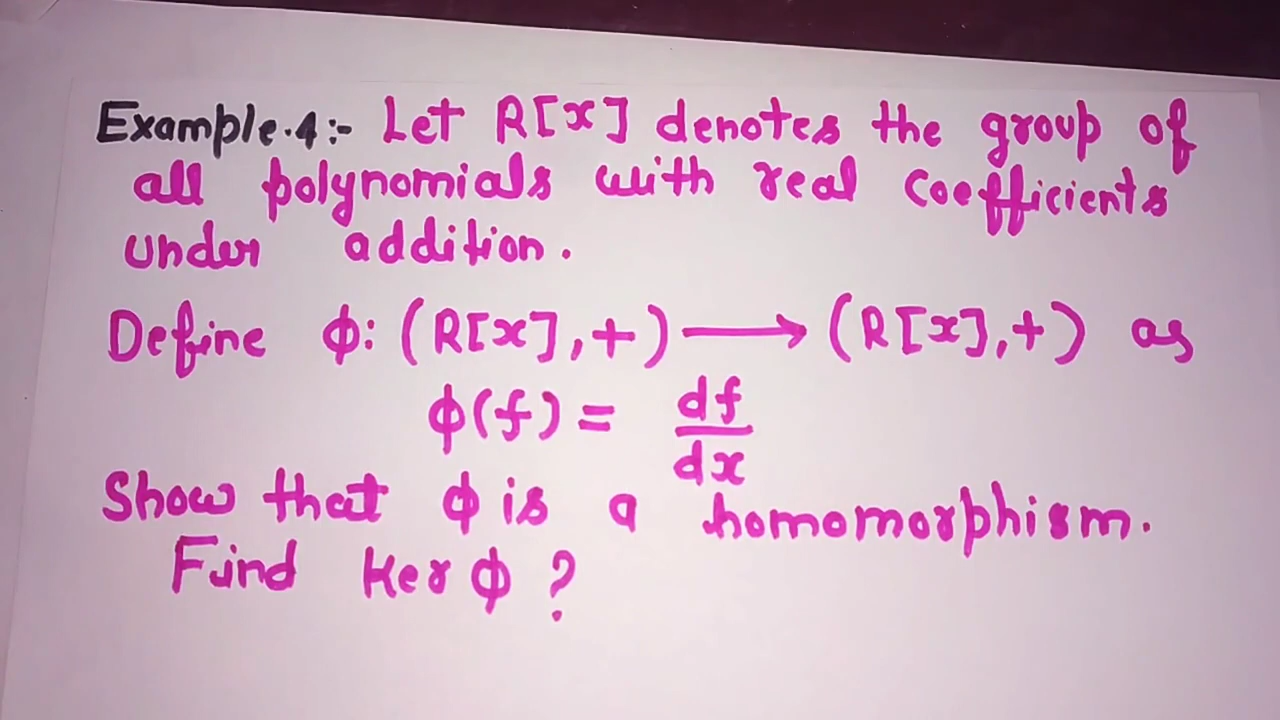 Example.4:- Let R[x] denotes the group of
all polynomials with real coefficients
under addition.
Define ϕ: (R[x],+) ⟶ (R[x],+) as
ϕ(f) = df/dx
Show that ϕ is a homomorphism.
Find Ker ϕ ?